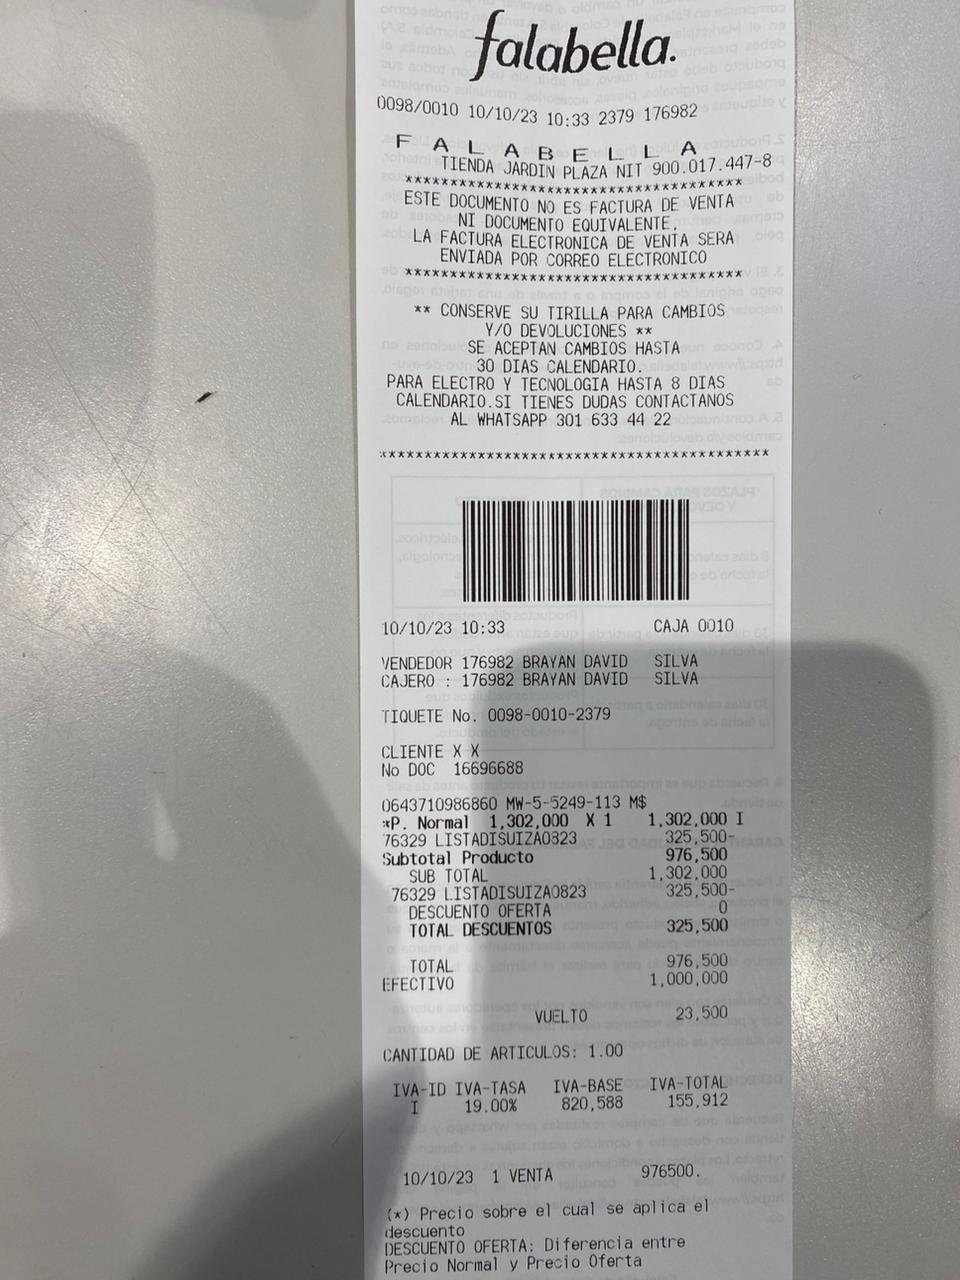 falabella.
0098/0010 10/10/23 10:33 2379 176982
F A L A B E L L A
TIENDA JARDIN PLAZA NIT 900.017.447-8
**************************************
ESTE DOCUMENTO NO ES FACTURA DE VENTA
NI DOCUMENTO EQUIVALENTE,
LA FACTURA ELECTRONICA DE VENTA SERA
ENVIADA POR CORREO ELECTRONICO
**************************************
** CONSERVE SU TIRILLA PARA CAMBIOS
Y/O DEVOLUCIONES **
SE ACEPTAN CAMBIOS HASTA
30 DIAS CALENDARIO.
PARA ELECTRO Y TECNOLOGIA HASTA 8 DIAS
CALENDARIO.SI TIENES DUDAS CONTACTANOS
AL WHATSAPP 301 633 44 22
********************************************
10/10/23 10:33 CAJA 0010
VENDEDOR 176982 BRAYAN DAVID SILVA
CAJERO : 176982 BRAYAN DAVID SILVA
TIQUETE No. 0098-0010-2379
CLIENTE X X
No DOC 16696688
0643710986860 MW-5-5249-113 M$
*P. Normal 1,302,000 X 1 1,302,000 I
76329 LISTADISUIZA0823 325,500-
Subtotal Producto 976,500
SUB TOTAL 1,302,000
76329 LISTADISUIZA0823 325,500-
DESCUENTO OFERTA 0
TOTAL DESCUENTOS 325,500
TOTAL 976,500
EFECTIVO 1,000,000
VUELTO 23,500
CANTIDAD DE ARTICULOS: 1.00
IVA-ID IVA-TASA IVA-BASE IVA-TOTAL
I 19.00% 820,588 155,912
10/10/23 1 VENTA 976500.
(*) Precio sobre el cual se aplica el
descuento
DESCUENTO OFERTA: Diferencia entre
Precio Normal y Precio Oferta